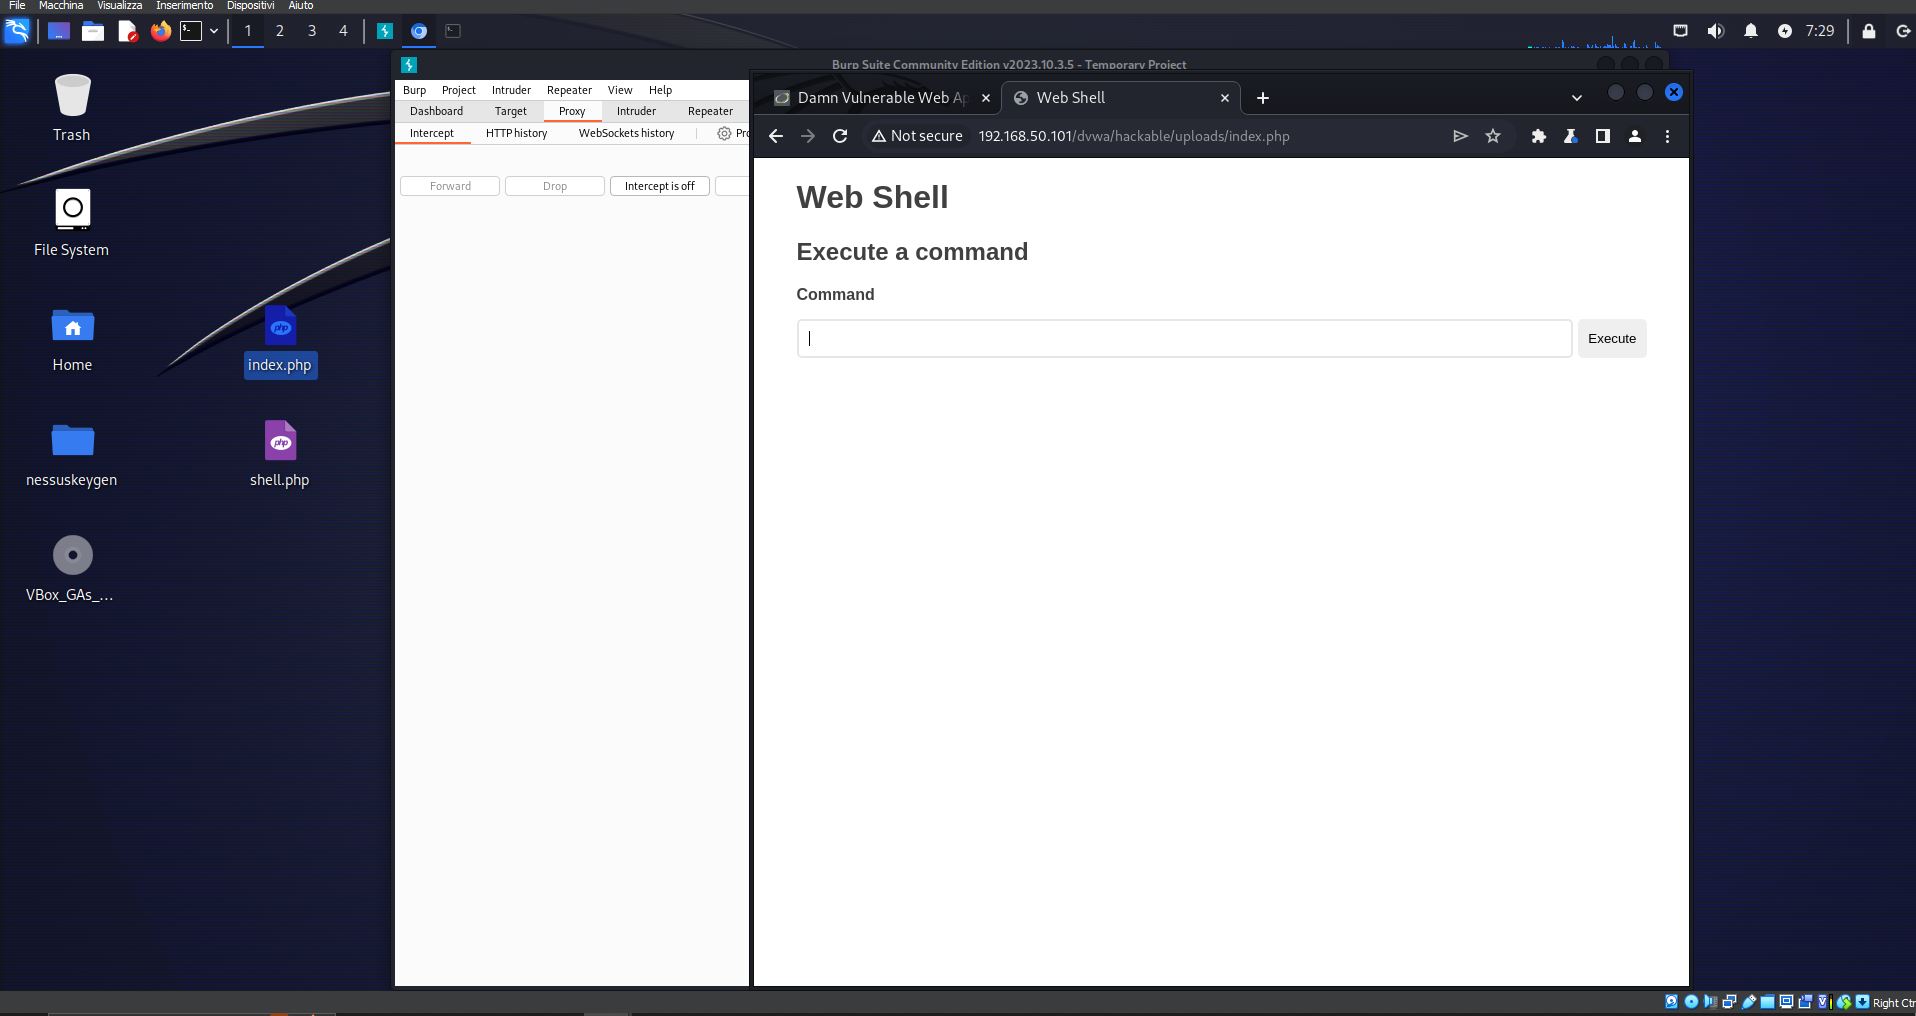 File Macchina Visualizza Inserimento Dispositivi Aiuto
1 2 3 4
7:29
Trash
File System
Home
nessuskeygen
VBox_GAs_...
php
index.php
php
shell.php
Burp Suite Community Edition v2023.10.3.5 - Temporary Project
Burp Project Intruder Repeater View Help
Dashboard Target Proxy Intruder Repeater
Intercept HTTP history WebSockets history
Forward Drop Intercept is off
Damn Vulnerable Web Ap
Web Shell
Not secure 192.168.50.101/dvwa/hackable/uploads/index.php
Web Shell
Execute a command
Command
Execute
Right Ctr